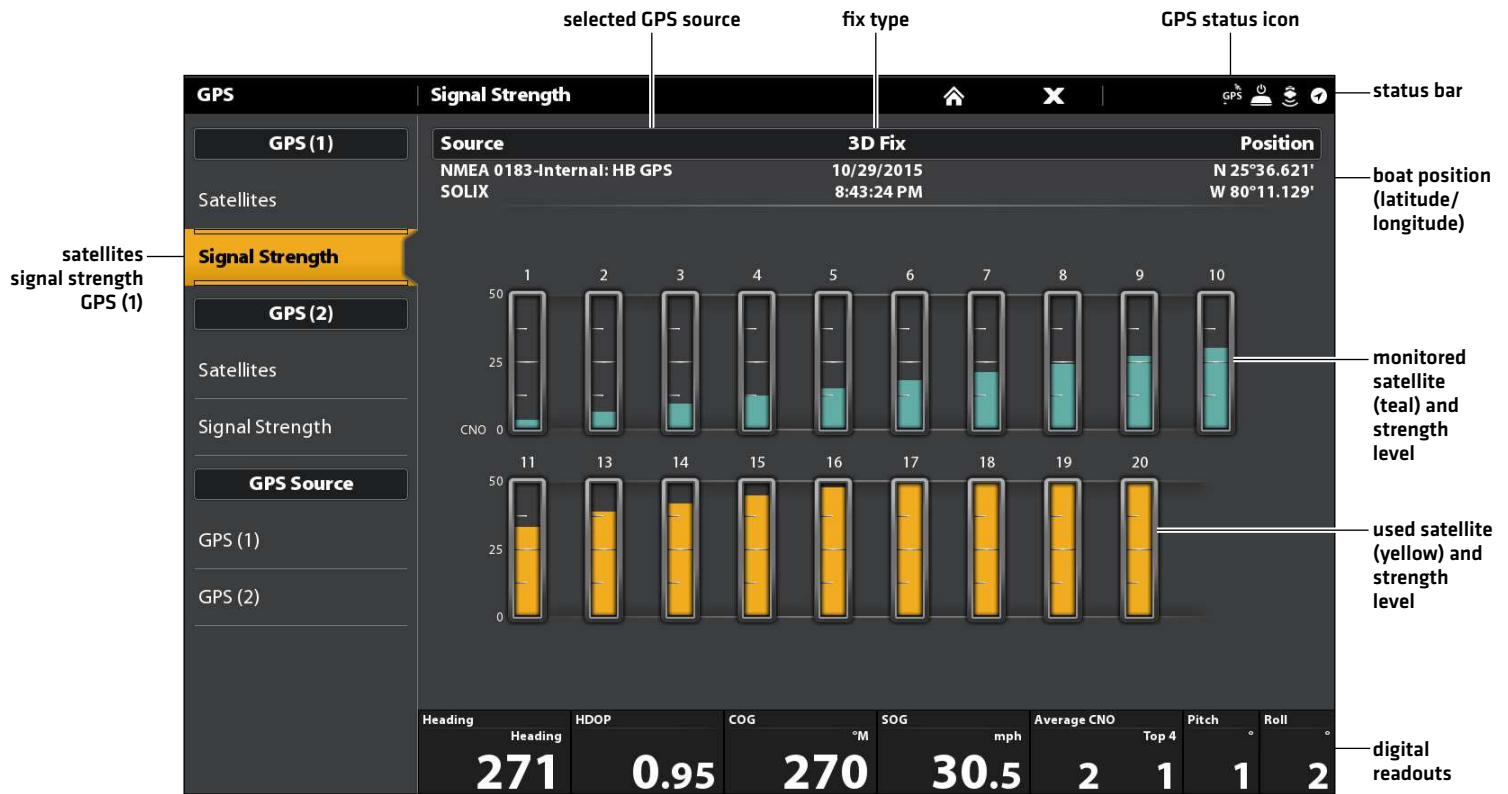 selected GPS source
fix type
GPS status icon
GPS
Signal Strength
GPS
status bar
GPS (1)
Satellites
Signal Strength
GPS (2)
Satellites
Signal Strength
GPS Source
GPS (1)
GPS (2)
satellites
signal strength
GPS (1)
Source 3D Fix Position
NMEA 0183-Internal: HB GPS 10/29/2015 N 25°36.621'
SOLIX 8:43:24 PM W 80°11.129'
boat position
(latitude/
longitude)
1 2 3 4 5 6 7 8 9 10
50
25
CNO 0
monitored
satellite
(teal) and
strength
level
11 13 14 15 16 17 18 19 20
50
25
0
used satellite
(yellow) and
strength
level
Heading HDOP COG SOG Average CNO Pitch Roll
Heading °M mph Top 4 ° °
271 0.95 270 30.5 2 1 1 2
digital
readouts